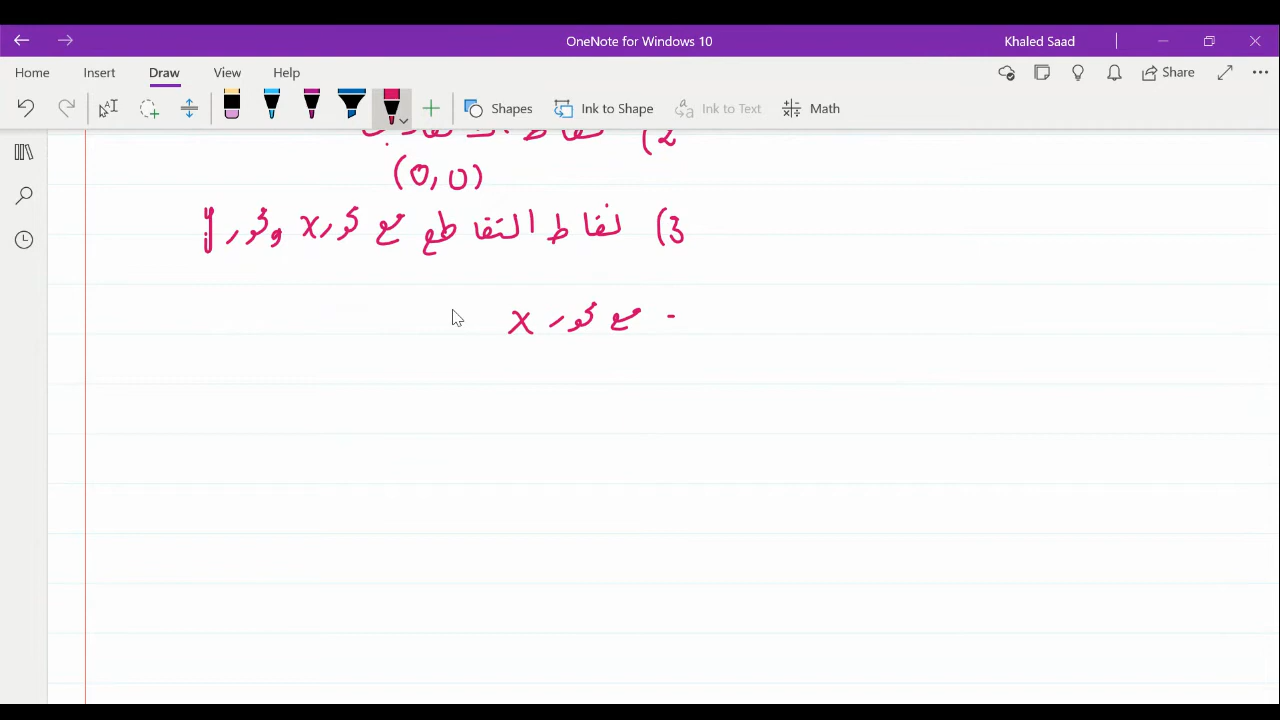 OneNote for Windows 10
Khaled Saad
Home Insert Draw View Help
Share
Shapes Ink to Shape Ink to Text Math
2)
(0,0)
3) نقاط التقاطع مع محور x ومحور y
- مع محور x